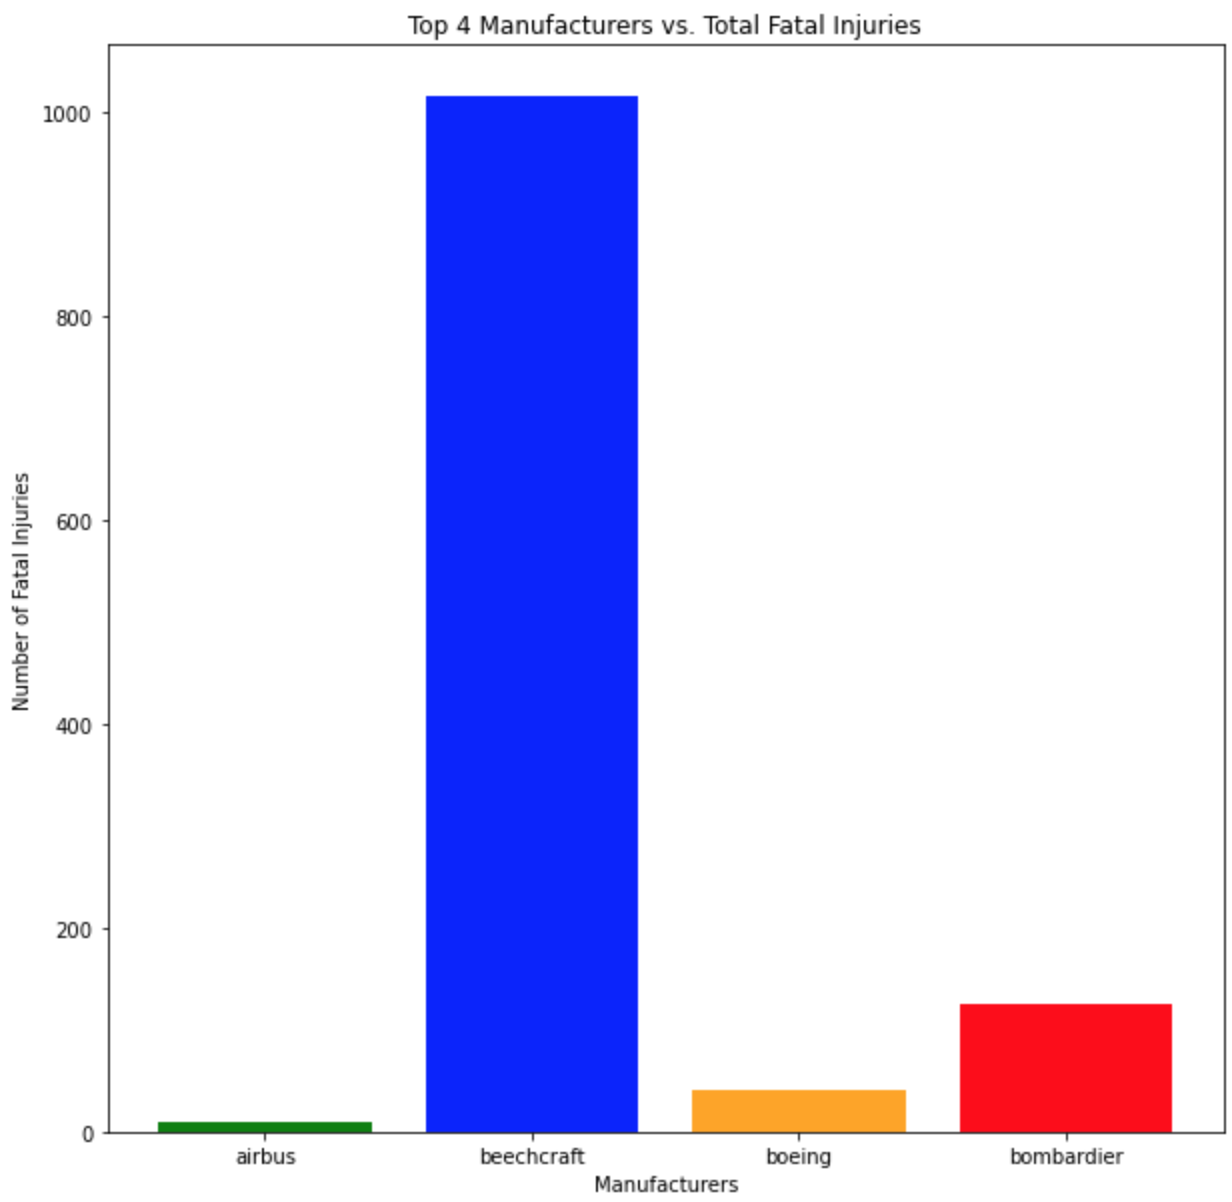 Top 4 Manufacturers vs. Total Fatal Injuries
Number of Fatal Injuries
1000
800
600
400
200
0
airbus beechcraft boeing bombardier
Manufacturers